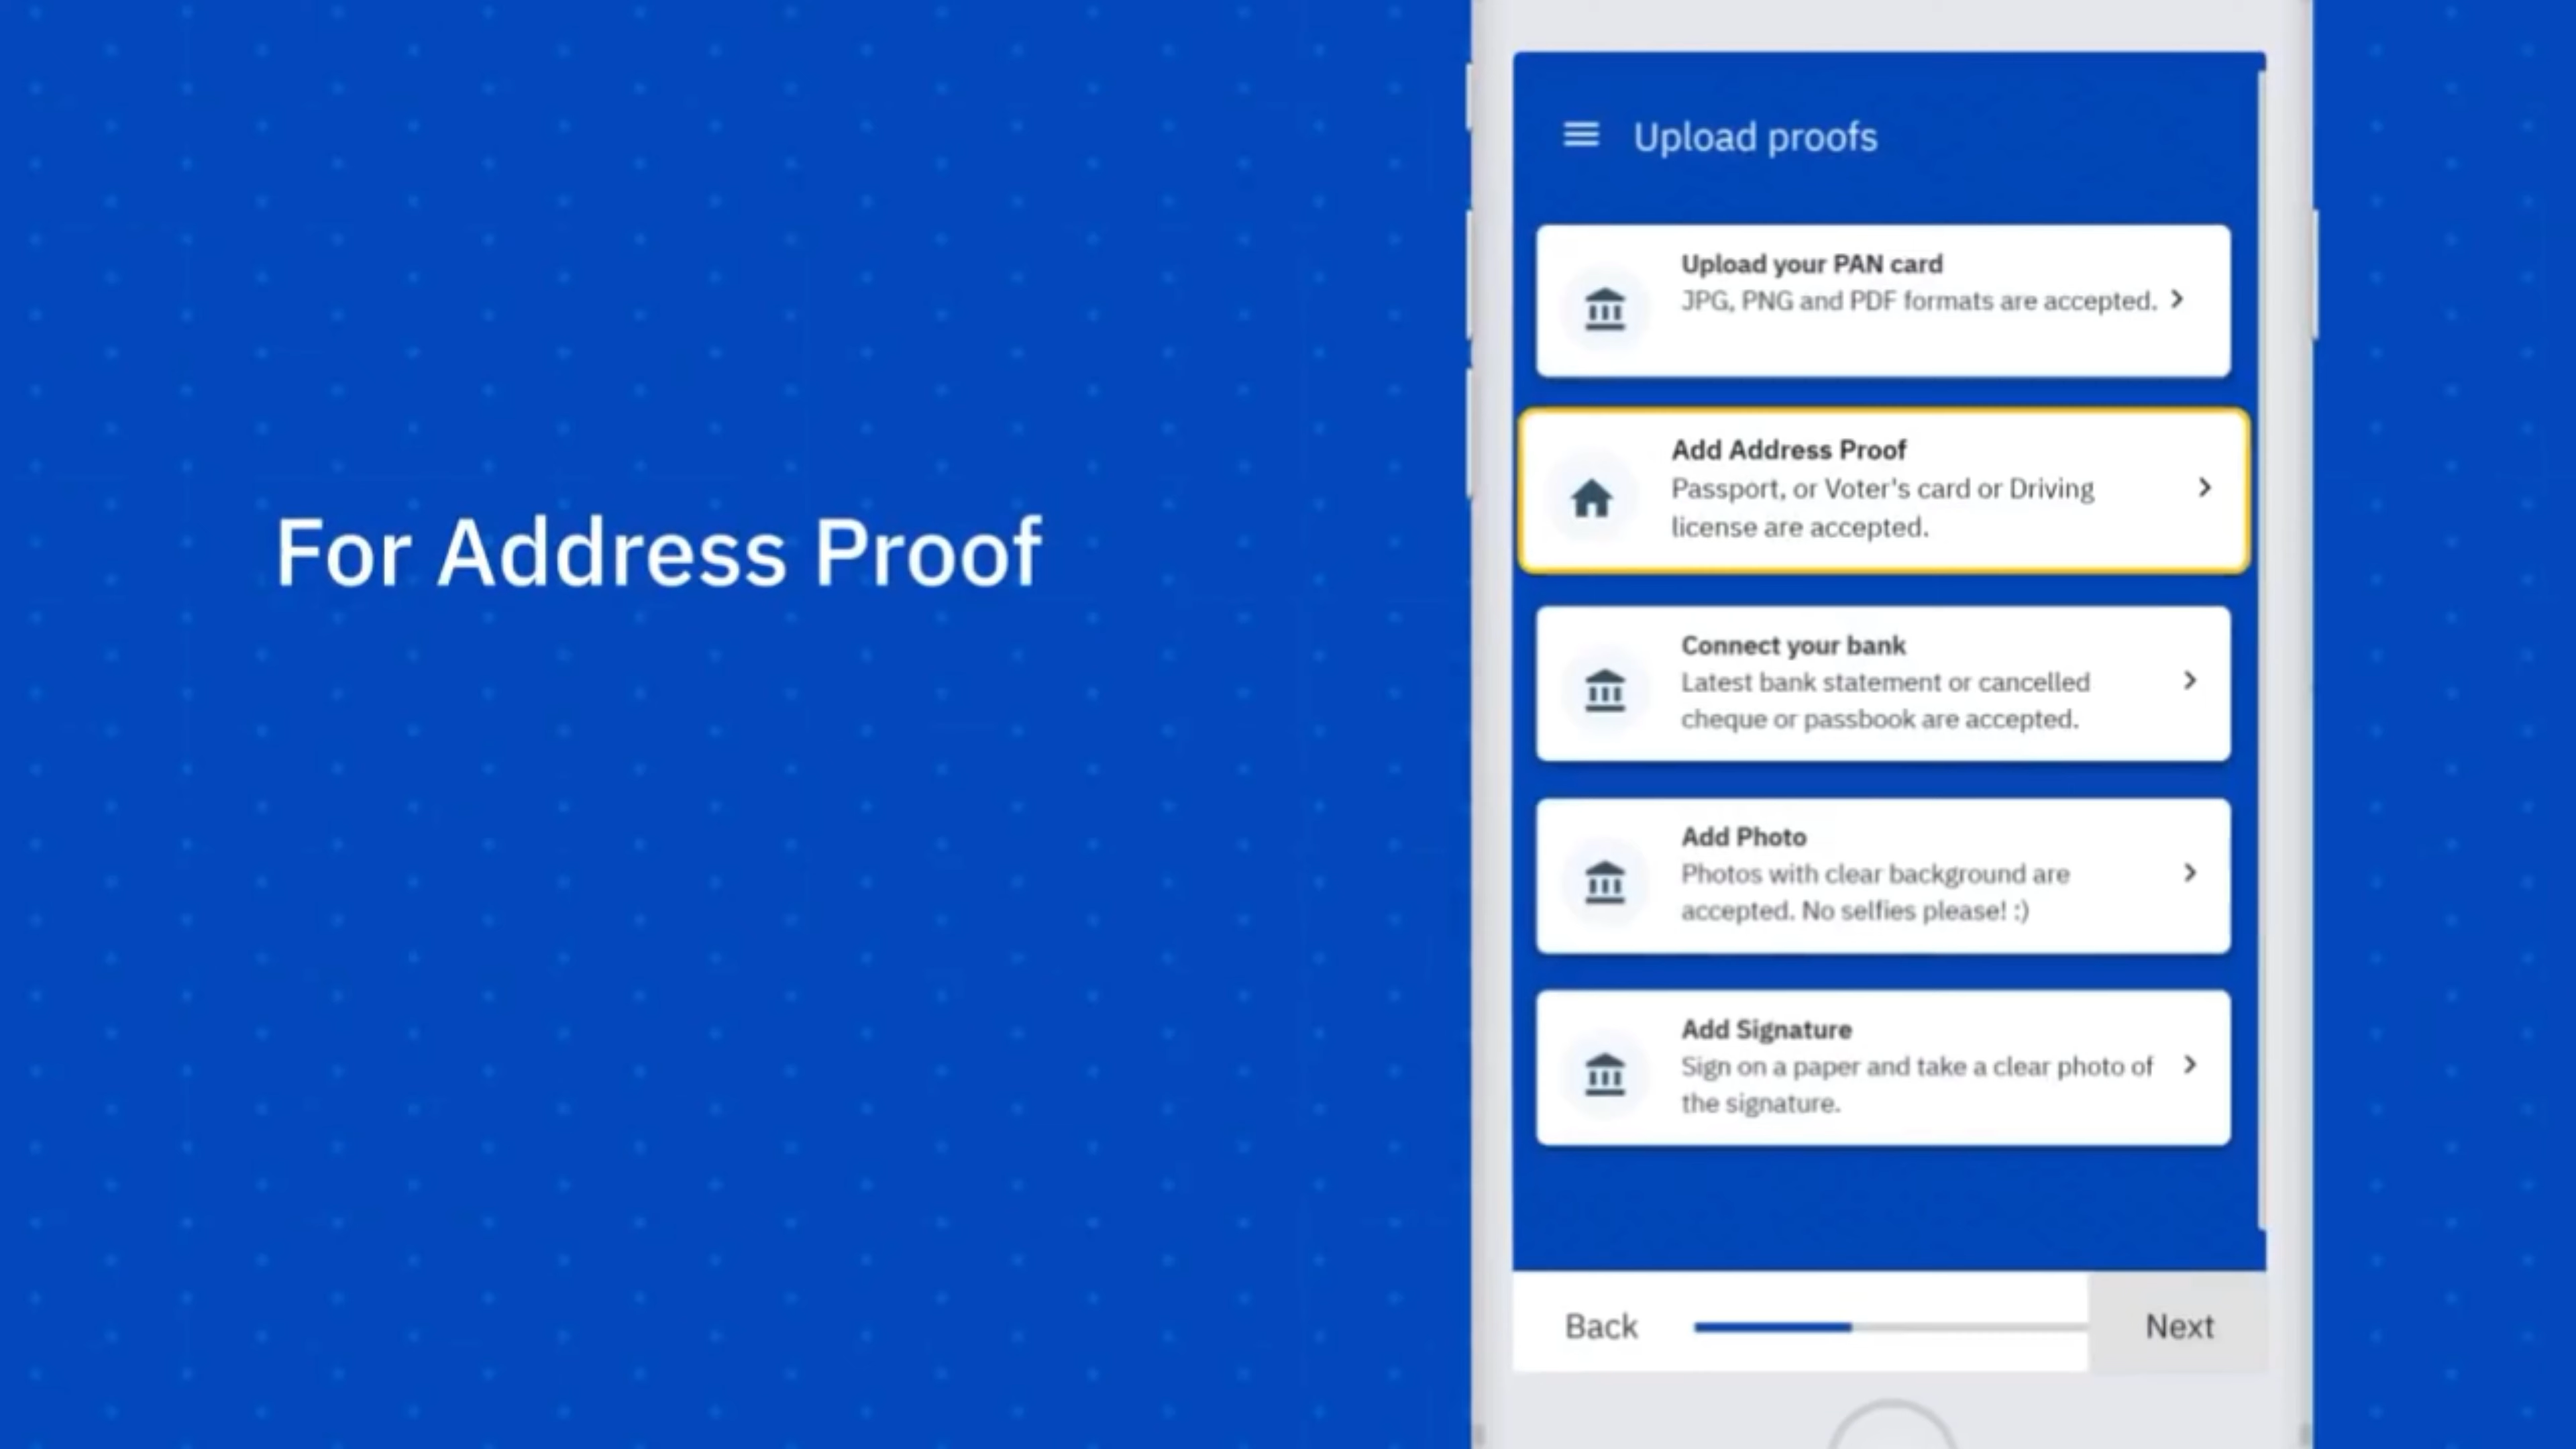 For Address Proof
Upload proofs
Upload your PAN card
JPG, PNG and PDF formats are accepted.
Add Address Proof
Passport, or Voter's card or Driving
license are accepted.
Connect your bank
Latest bank statement or cancelled
cheque or passbook are accepted.
Add Photo
Photos with clear background are
accepted. No selfies please! :)
Add Signature
Sign on a paper and take a clear photo of
the signature.
Back
Next